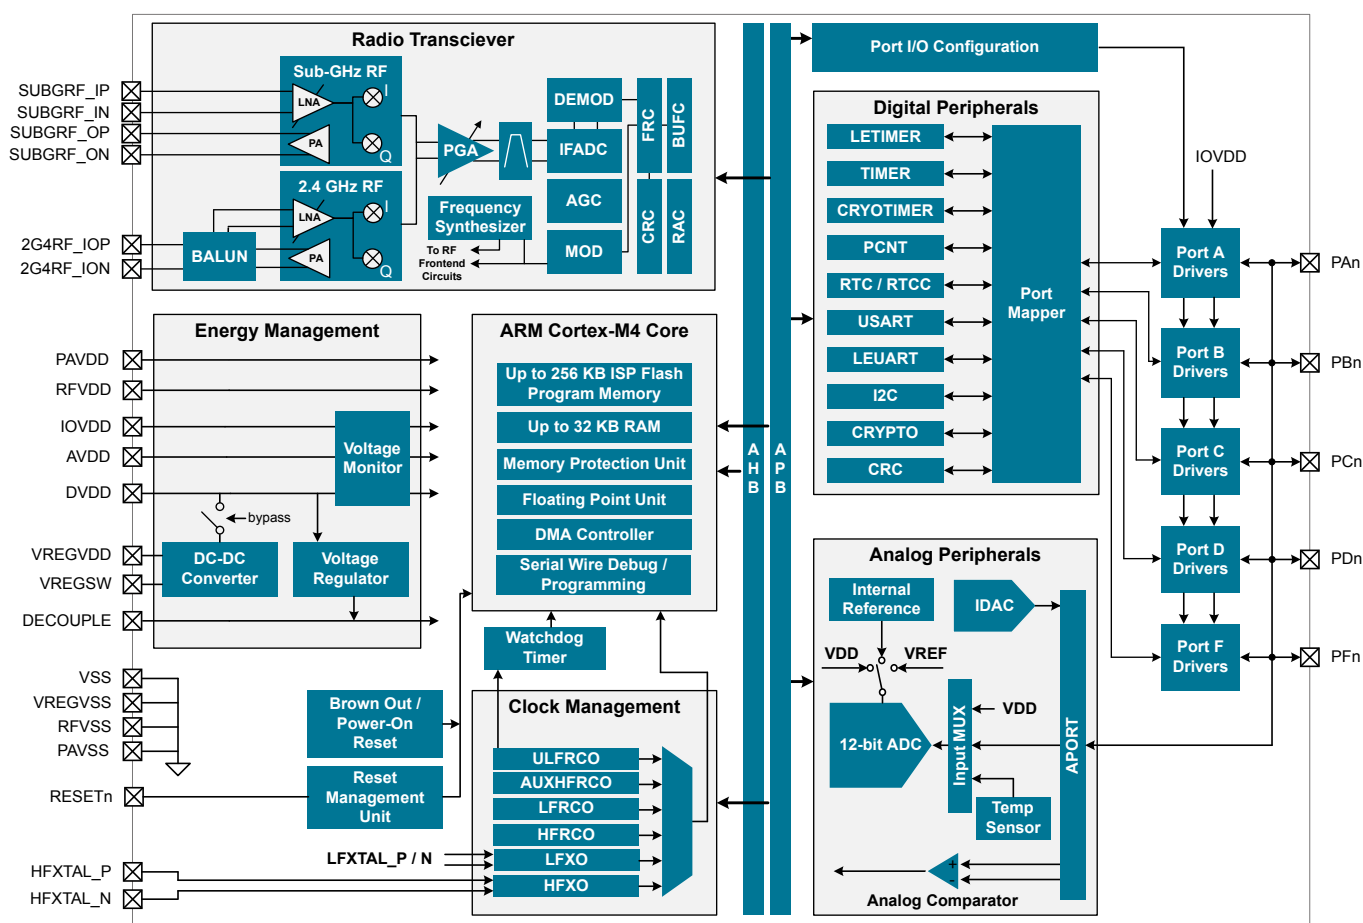 Radio Transciever
SUBGRF_IP
SUBGRF_IN
SUBGRF_OP
SUBGRF_ON
2G4RF_IOP
2G4RF_ION
Sub-GHz RF
LNA
I
PA
Q
2.4 GHz RF
LNA
I
PA
Q
BALUN
PGA
Frequency
Synthesizer
To RF
Frontend
Circuits
DEMOD
IFADC
AGC
MOD
FRC
BUFC
CRC
RAC
Energy Management
PAVDD
RFVDD
IOVDD
AVDD
DVDD
VREGVDD
VREGSW
DECOUPLE
Voltage
Monitor
bypass
DC-DC
Converter
Voltage
Regulator
VSS
VREGVSS
RFVSS
PAVSS
RESETn
HFXTAL_P
HFXTAL_N
Brown Out /
Power-On
Reset
Reset
Management
Unit
LFXTAL_P / N
ARM Cortex-M4 Core
Up to 256 KB ISP Flash
Program Memory
Up to 32 KB RAM
Memory Protection Unit
Floating Point Unit
DMA Controller
Serial Wire Debug /
Programming
Watchdog
Timer
Clock Management
ULFRCO
AUXHFRCO
LFRCO
HFRCO
LFXO
HFXO
AHB
APB
Port I/O Configuration
Digital Peripherals
LETIMER
TIMER
CRYOTIMER
PCNT
RTC / RTCC
USART
LEUART
I2C
CRYPTO
CRC
Port
Mapper
Analog Peripherals
Internal
Reference
IDAC
VDD
VREF
12-bit ADC
Input MUX
VDD
Temp
Sensor
APORT
+
-
Analog Comparator
IOVDD
Port A
Drivers
Port B
Drivers
Port C
Drivers
Port D
Drivers
Port F
Drivers
PAn
PBn
PCn
PDn
PFn